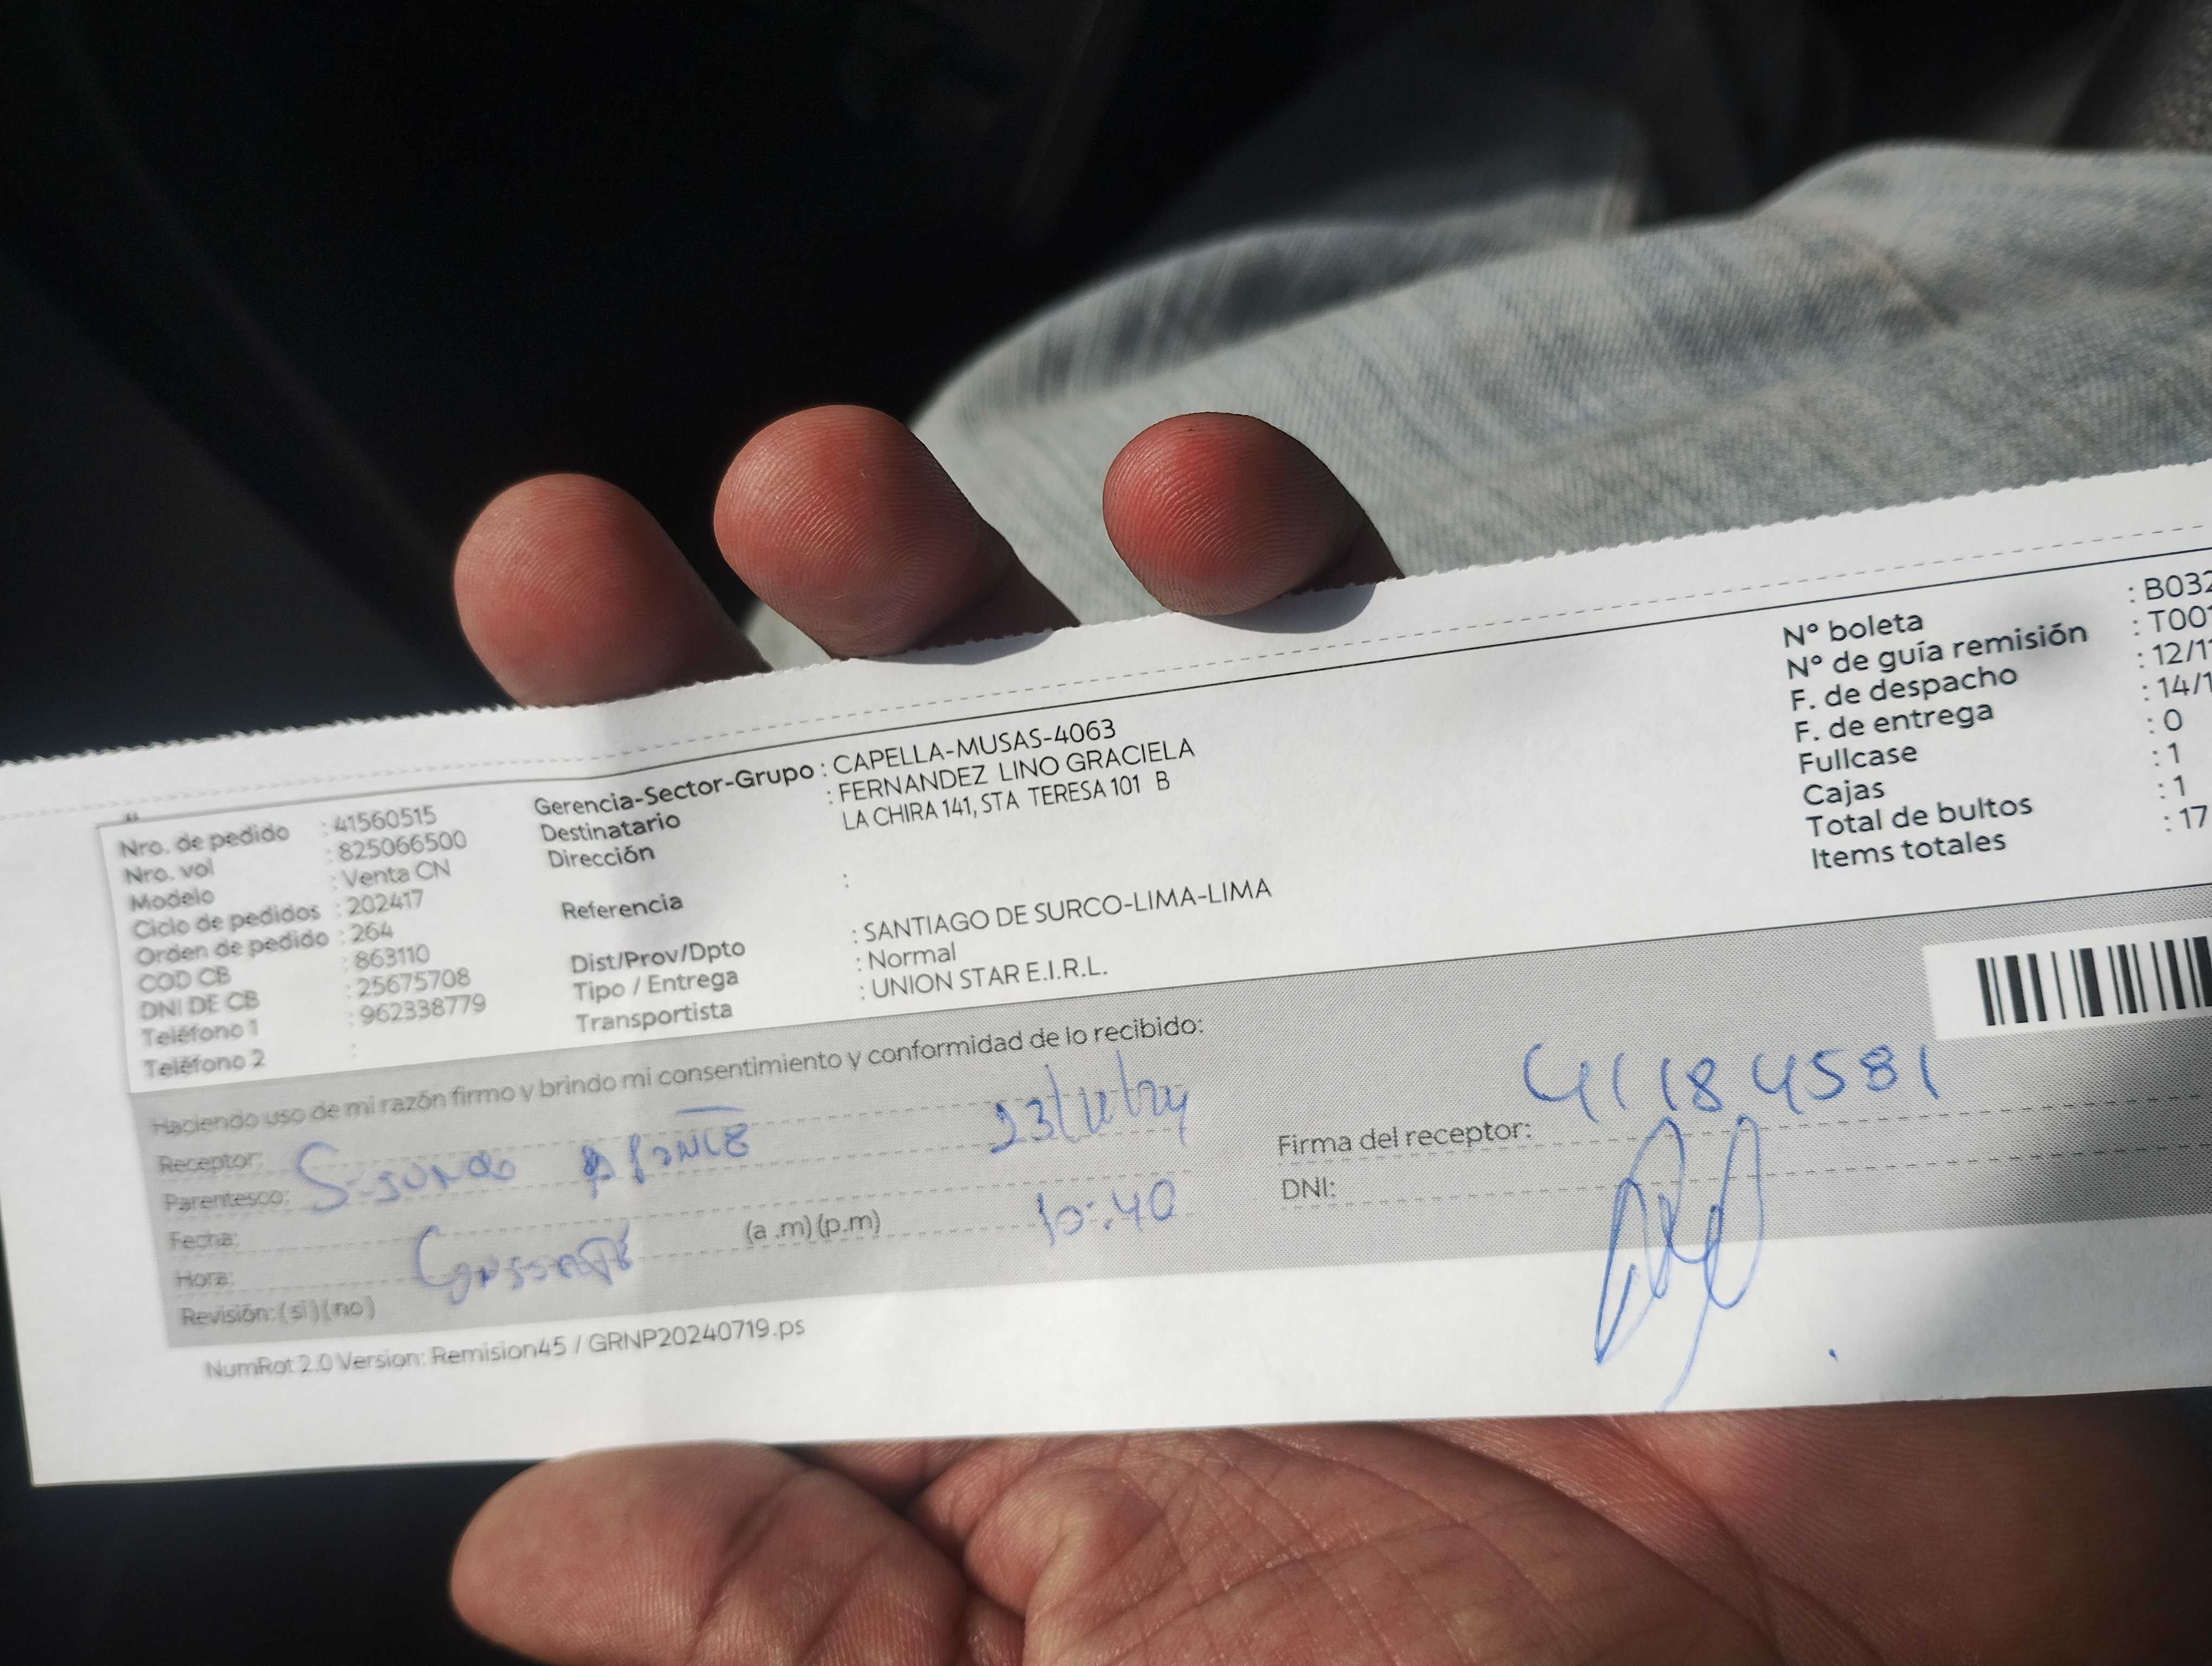 Nro. de pedido : 41560515
Nro. vol : 825066500
Modelo : Venta CN
Ciclo de pedidos : 202417
Orden de pedido : 264
COD CB : 863110
DNI DE CB : 25675708
Teléfono 1 : 962338779
Teléfono 2 :
Gerencia-Sector-Grupo : CAPELLA-MUSAS-4063
Destinatario : FERNANDEZ LINO GRACIELA
Dirección LA CHIRA 141, STA TERESA 101 B
Referencia :
Dist/Prov/Dpto : SANTIAGO DE SURCO-LIMA-LIMA
Tipo / Entrega : Normal
Transportista : UNION STAR E.I.R.L.
N° boleta : B032
N° de guía remisión : T001
F. de despacho : 12/11
F. de entrega : 14/1
Fullcase : 0
Cajas : 1
Total de bultos : 1
Items totales : 17
Haciendo uso de mi razón firmo y brindo mi consentimiento y conformidad de lo recibido:
Receptor:
Parentesco:
Fecha:
Hora: (a .m) (p.m) 10:40
Revisión: (si) (no)
41184581
Firma del receptor:
DNI:
NumRot 2.0 Version: Remision45 / GRNP20240719.ps